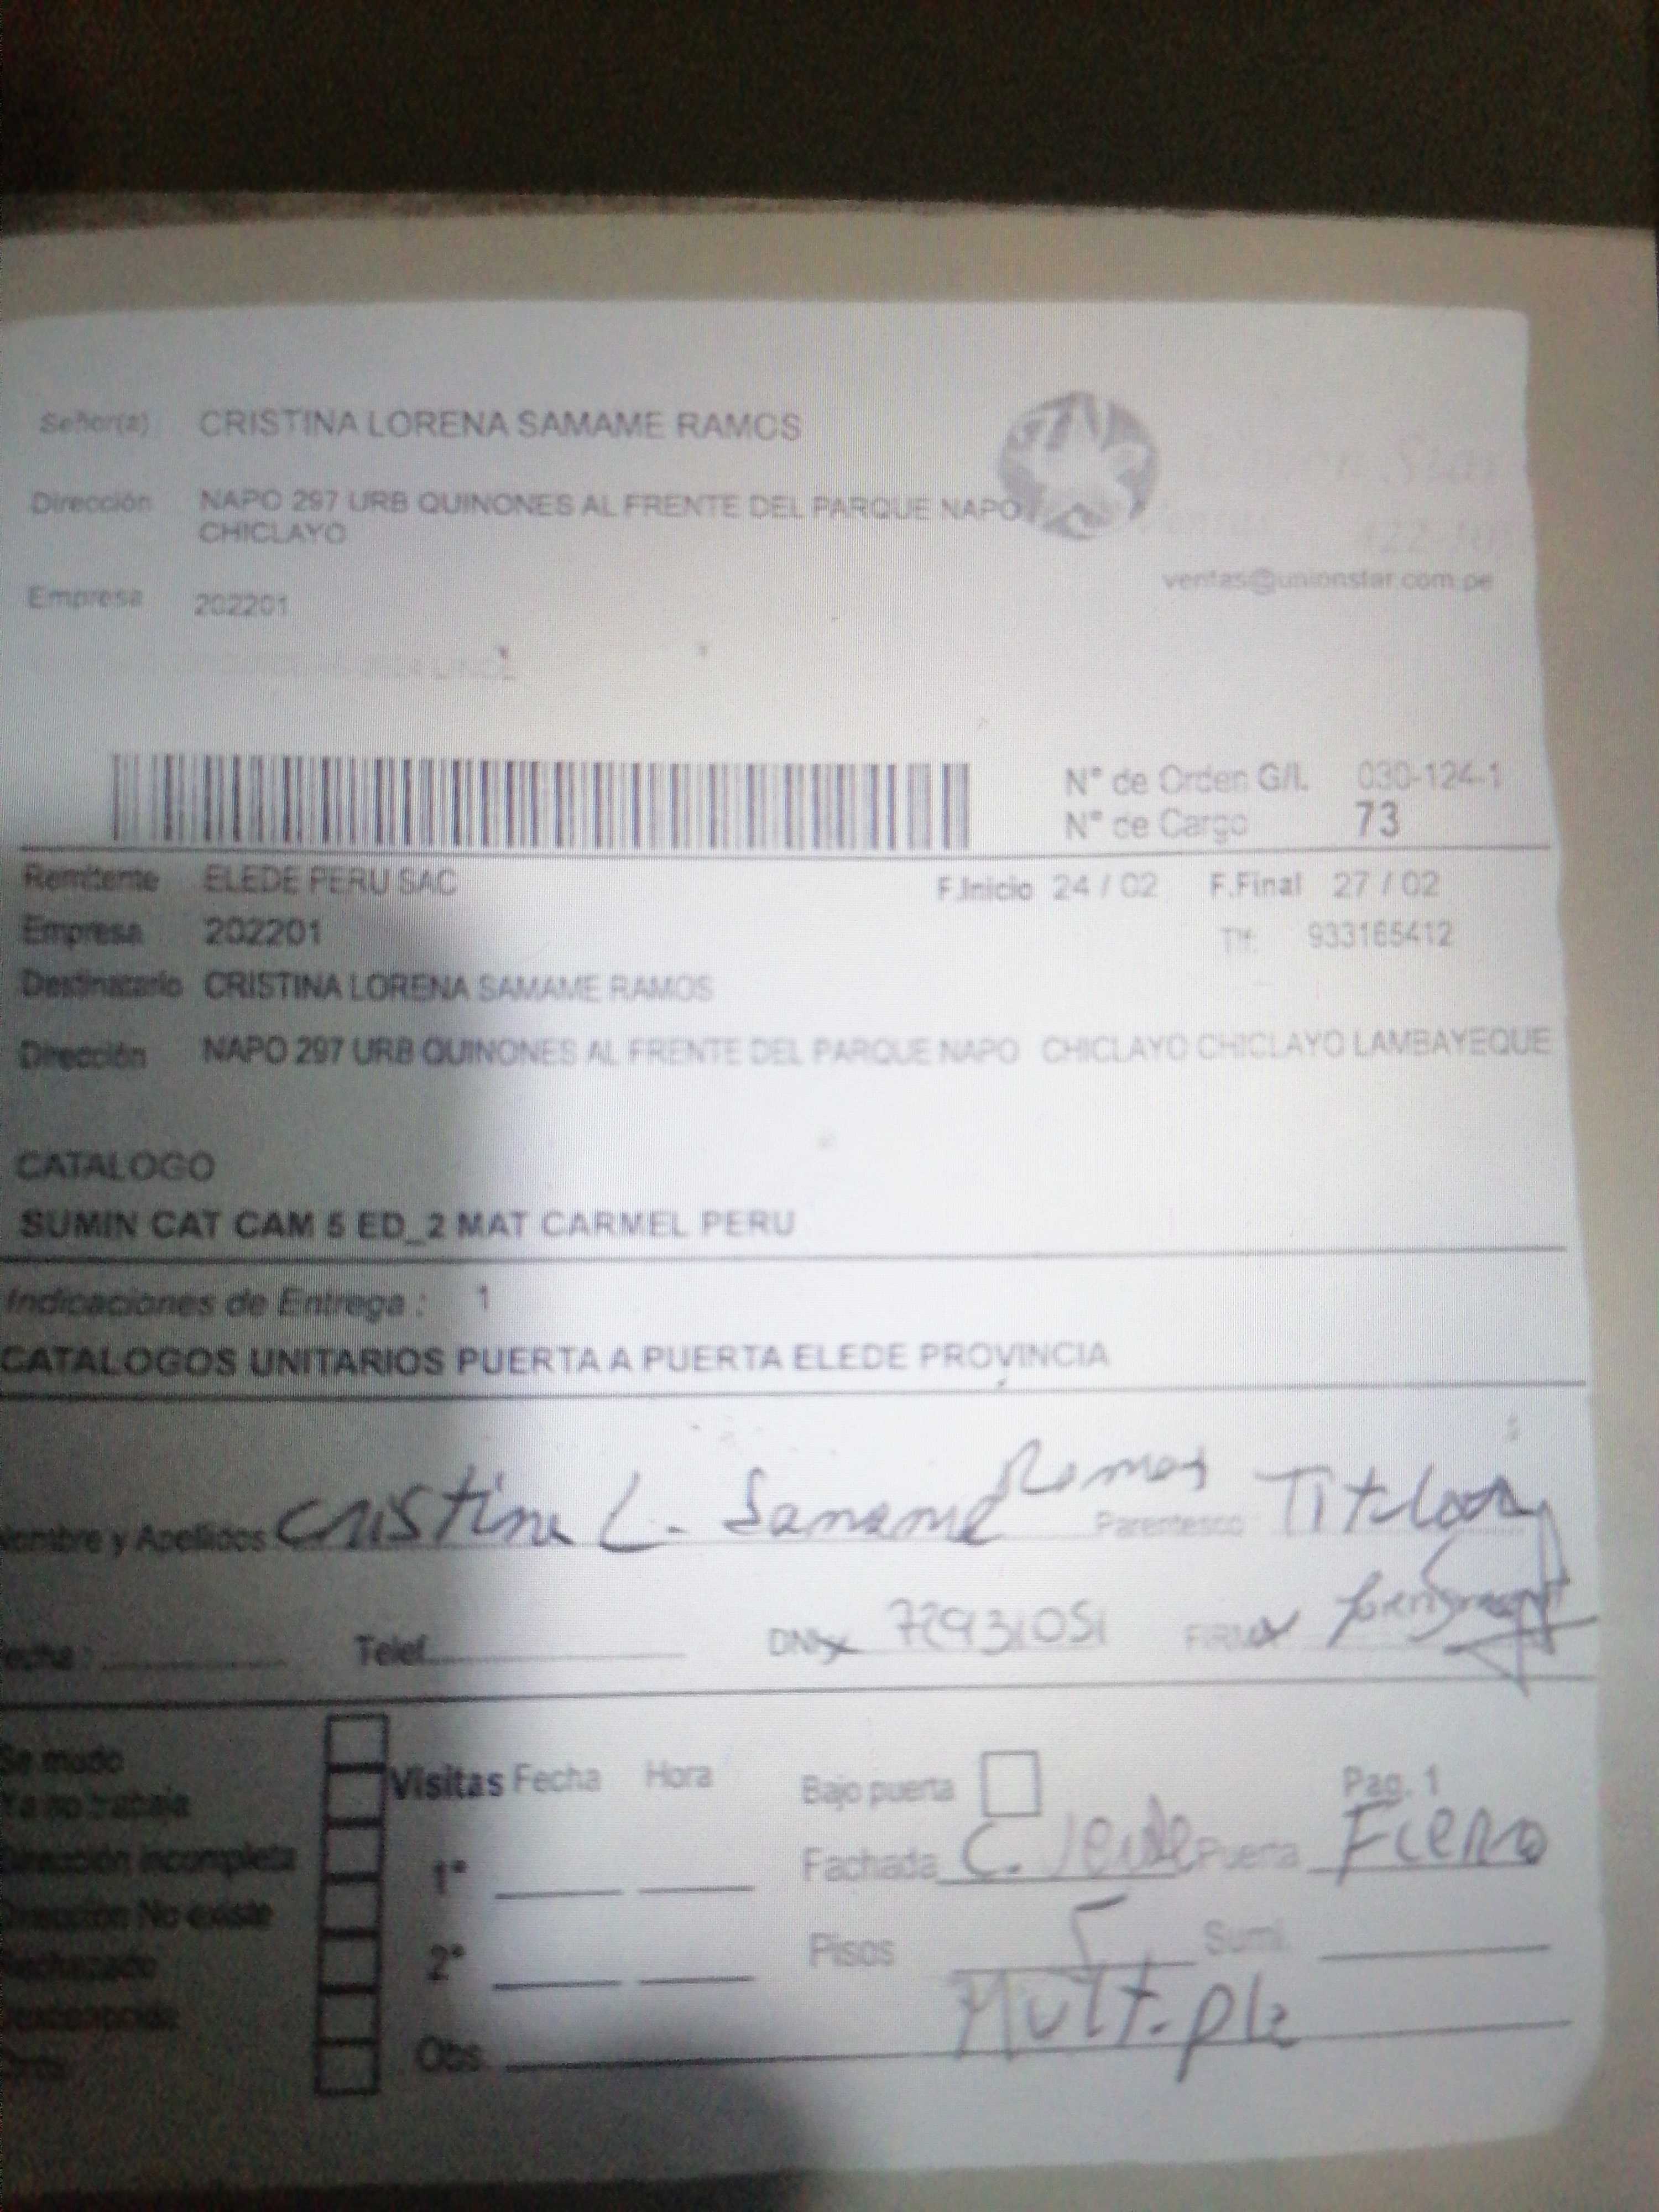 Señor(a) CRISTINA LORENA SAMAME RAMOS
Dirección NAPO 297 URB QUINONES AL FRENTE DEL PARQUE NAPO
CHICLAYO
ventas@unionstar.com.pe
Empresa 202201
N° de Orden G/L 030-124-1
N° de Cargo 73
Remitente ELEDE PERU SAC F.Inicio 24 / 02 F.Final 27 / 02
Empresa 202201 Tlf: 933165412
Destinatario CRISTINA LORENA SAMAME RAMOS
Dirección NAPO 297 URB QUINONES AL FRENTE DEL PARQUE NAPO CHICLAYO CHICLAYO LAMBAYEQUE
CATALOGO
SUMIN CAT CAM 5 ED_2 MAT CARMEL PERU
Indicaciones de Entrega : 1
CATALOGOS UNITARIOS PUERTA A PUERTA ELEDE PROVINCIA
Nombre y Apellidos Cristina L. Samame Ramos Parentesco Titular
Fecha : Telef. DNI 72931051 FIRMA
Se mudo
Ya no trabaja
Dirección incompleta
Dirección No existe
Rechazado
Visitas Fecha Hora Bajo puerta Pag. 1
1° Fachada C. Verde Puerta Fierro
2° Pisos 5 Sumi.
Multiple
Obs.